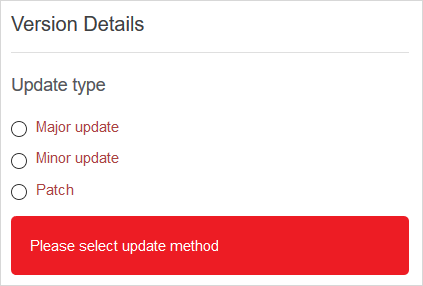 Version Details
Update type
Major update
Minor update
Patch
Please select update method